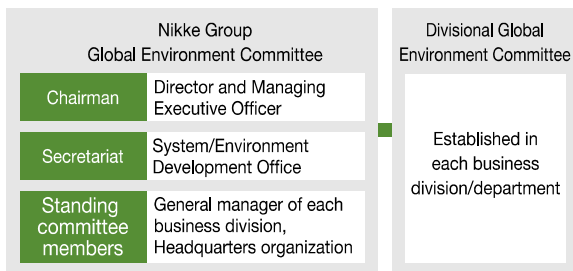 Nikke Group
Global Environment Committee
Chairman
Director and Managing
Executive Officer
Secretariat
System/Environment
Development Office
Standing
committee
members
General manager of each
business division,
Headquarters organization
Divisional Global
Environment Committee
Established in
each business
division/department